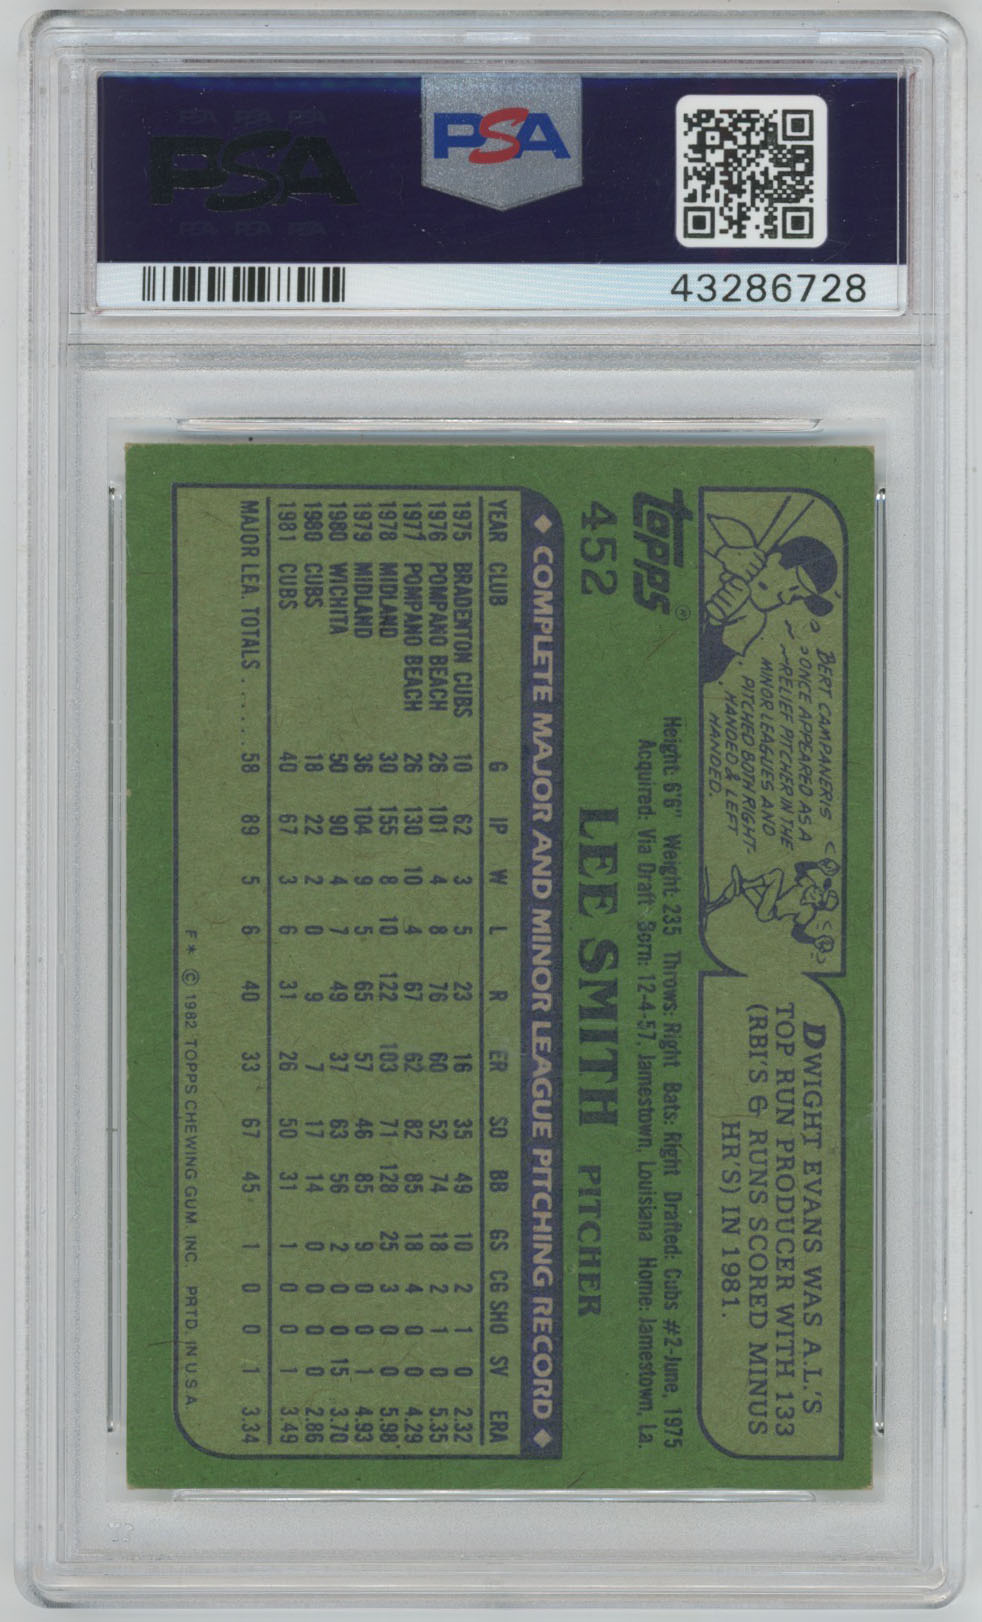 PSA
PSA
43286728
BERT CAMPANERIS
ONCE APPEARED AS A
RELIEF PITCHER IN THE
MINOR LEAGUES AND
PITCHED BOTH RIGHT-
HANDED & LEFT
HANDED.
DWIGHT EVANS WAS A.L.'S
TOP RUN PRODUCER WITH 133
(RBI'S & RUNS SCORED MINUS
HR'S) IN 1981.
Topps®
452
Height: 6'6" Weight: 235 Throws: Right Bats: Right Drafted: Cubs #2-June, 1975
Acquired: Via Draft Born: 12-4-57, Jamestown, Louisiana Home: Jamestown, La.
LEE SMITH PITCHER
COMPLETE MAJOR AND MINOR LEAGUE PITCHING RECORD
YEAR CLUB G IP W L R ER SO BB GS CG SHO SV ERA
1975 BRADENTON CUBS 10 62 3 5 23 16 35 49 10 2 1 0 2.32
1976 POMPANO BEACH 26 101 4 8 76 60 52 74 18 2 1 0 5.35
1977 POMPANO BEACH 26 130 10 4 67 62 82 85 18 4 0 0 4.29
1978 MIDLAND 30 155 8 10 122 103 71 128 25 3 0 0 5.98
1979 MIDLAND 36 104 9 5 65 57 46 85 9 0 0 1 4.93
1980 WICHITA 50 90 4 7 49 37 63 56 2 0 0 15 3.70
1980 CUBS 18 22 2 0 9 7 17 14 0 0 0 0 2.86
1981 CUBS 40 67 3 6 31 26 50 31 1 0 0 1 3.49
MAJOR LEA. TOTALS ....... 58 89 5 6 40 33 67 45 1 0 0 1 3.34
F* © 1982 TOPPS CHEWING GUM INC. PRTD. IN U.S.A.